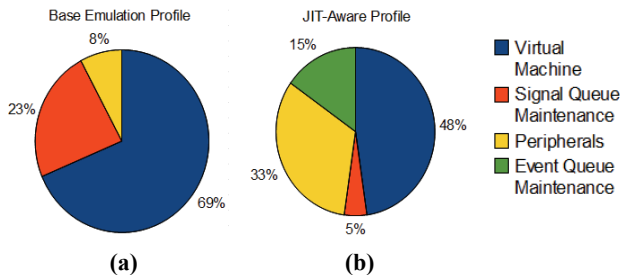 Base Emulation Profile
8%
23%
69%
(a)
JIT-Aware Profile
15%
48%
33%
5%
(b)
Virtual
Machine
Signal Queue
Maintenance
Peripherals
Event Queue
Maintenance